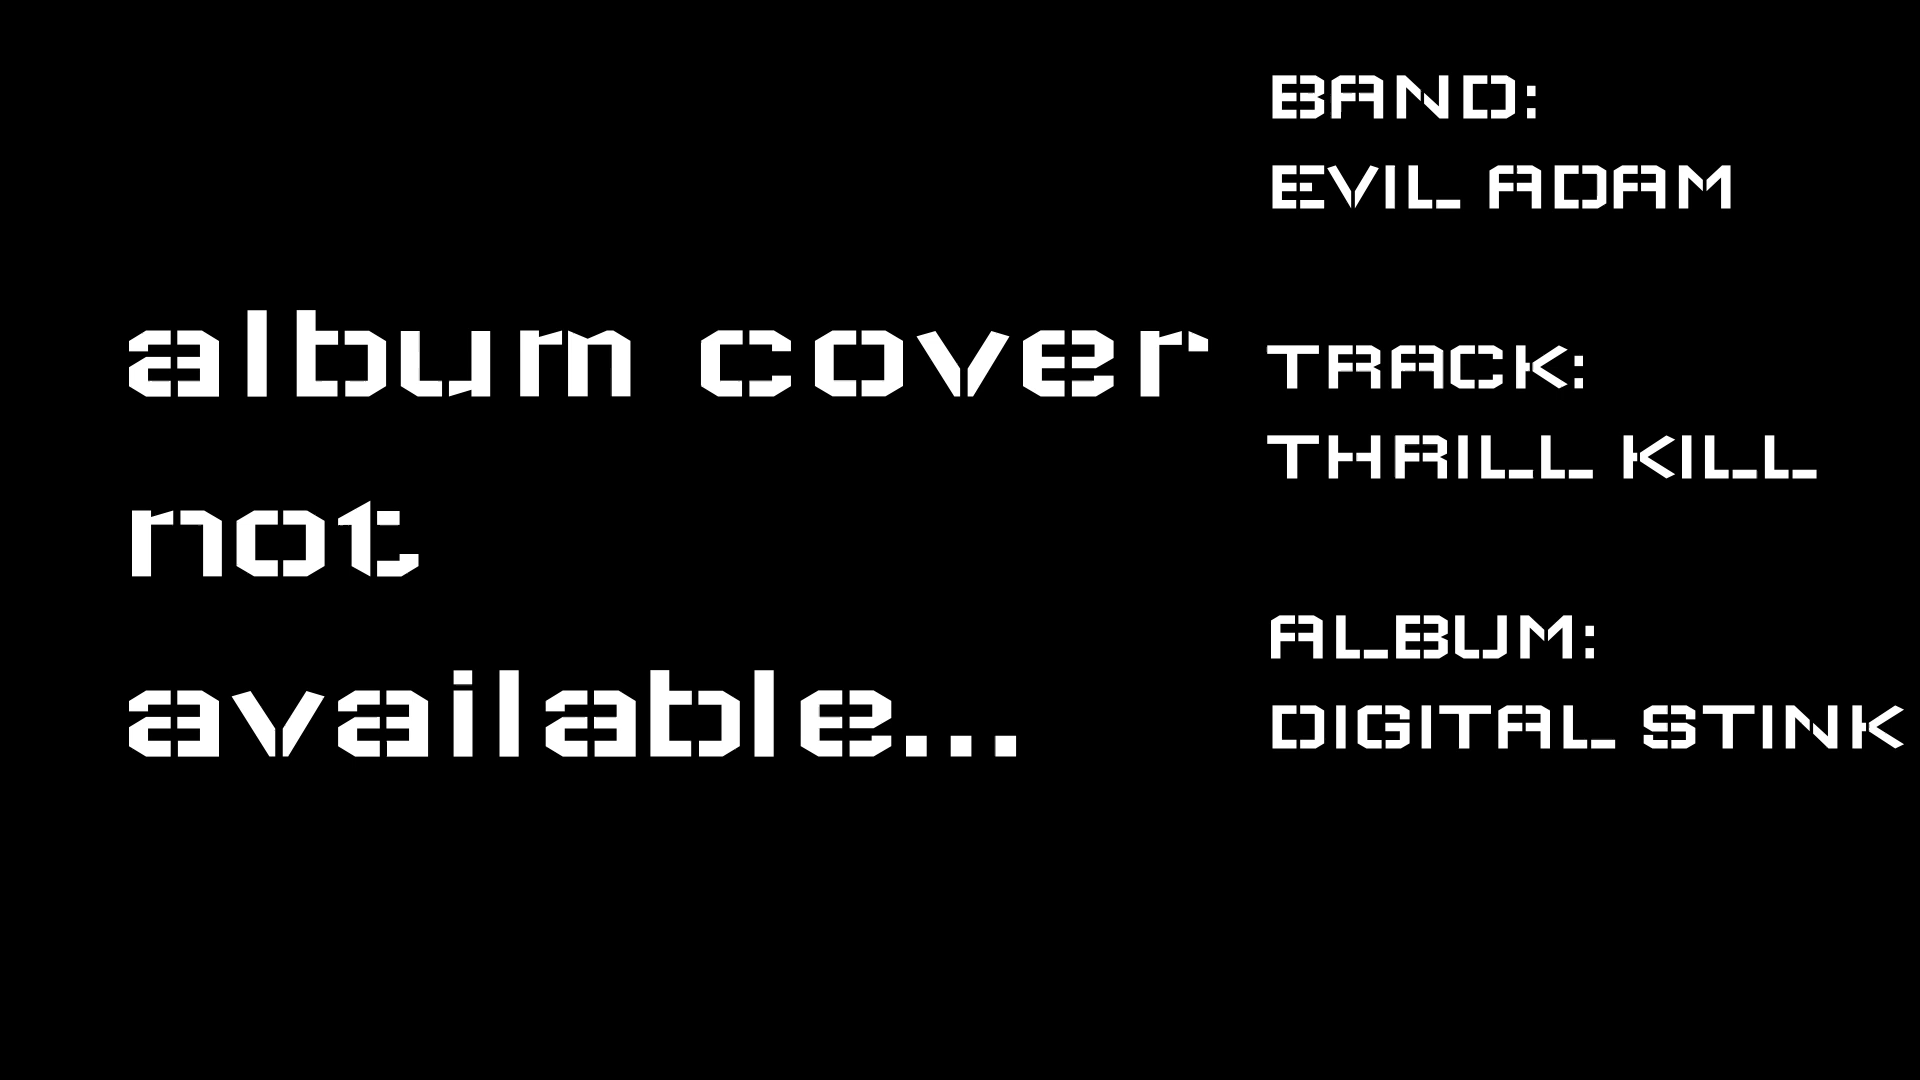 album cover
not
available...
BAND:
EVIL ADAM
TRACK:
THRILL KILL
ALBUM:
DIGITAL STINK